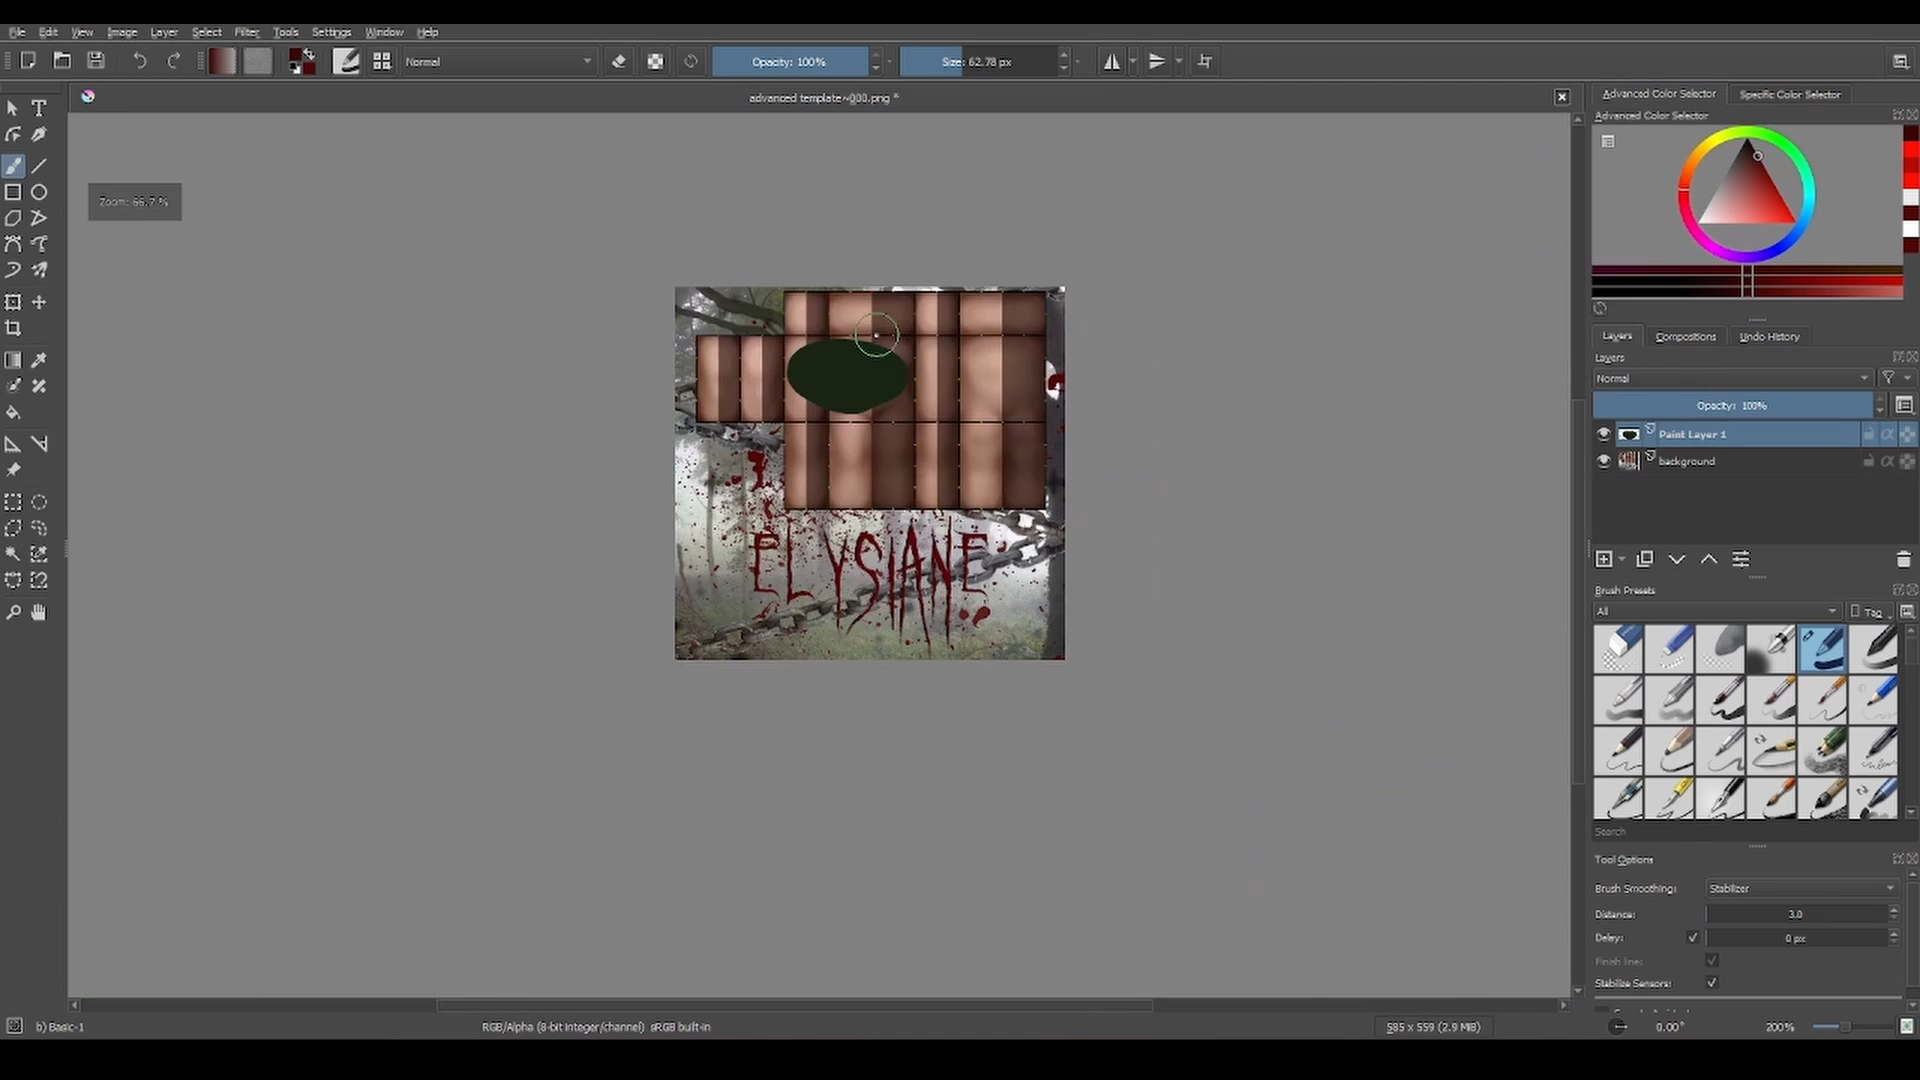 File Edit View Image Layer Select Filter Tools Settings Window Help
Normal Opacity: 100% Size: 62.78 px
advanced template~000.png *
Advanced Color Selector Specific Color Selector
Advanced Color Selector
Zoom: 66.7 %
Layers Compositions Undo History
Layers
Normal
Opacity: 100%
Paint Layer 1
background
ELYSIANE
Brush Presets
All Tag
Search
Tool Options
Brush Smoothing: Stabilizer
Distance: 3.0
Delay: 0 px
Finish line:
Stabilize Sensors:
b) Basic-1 RGB/Alpha (8-bit integer/channel) sRGB built-in 585 x 559 (2.9 MiB) 0.00° 200%